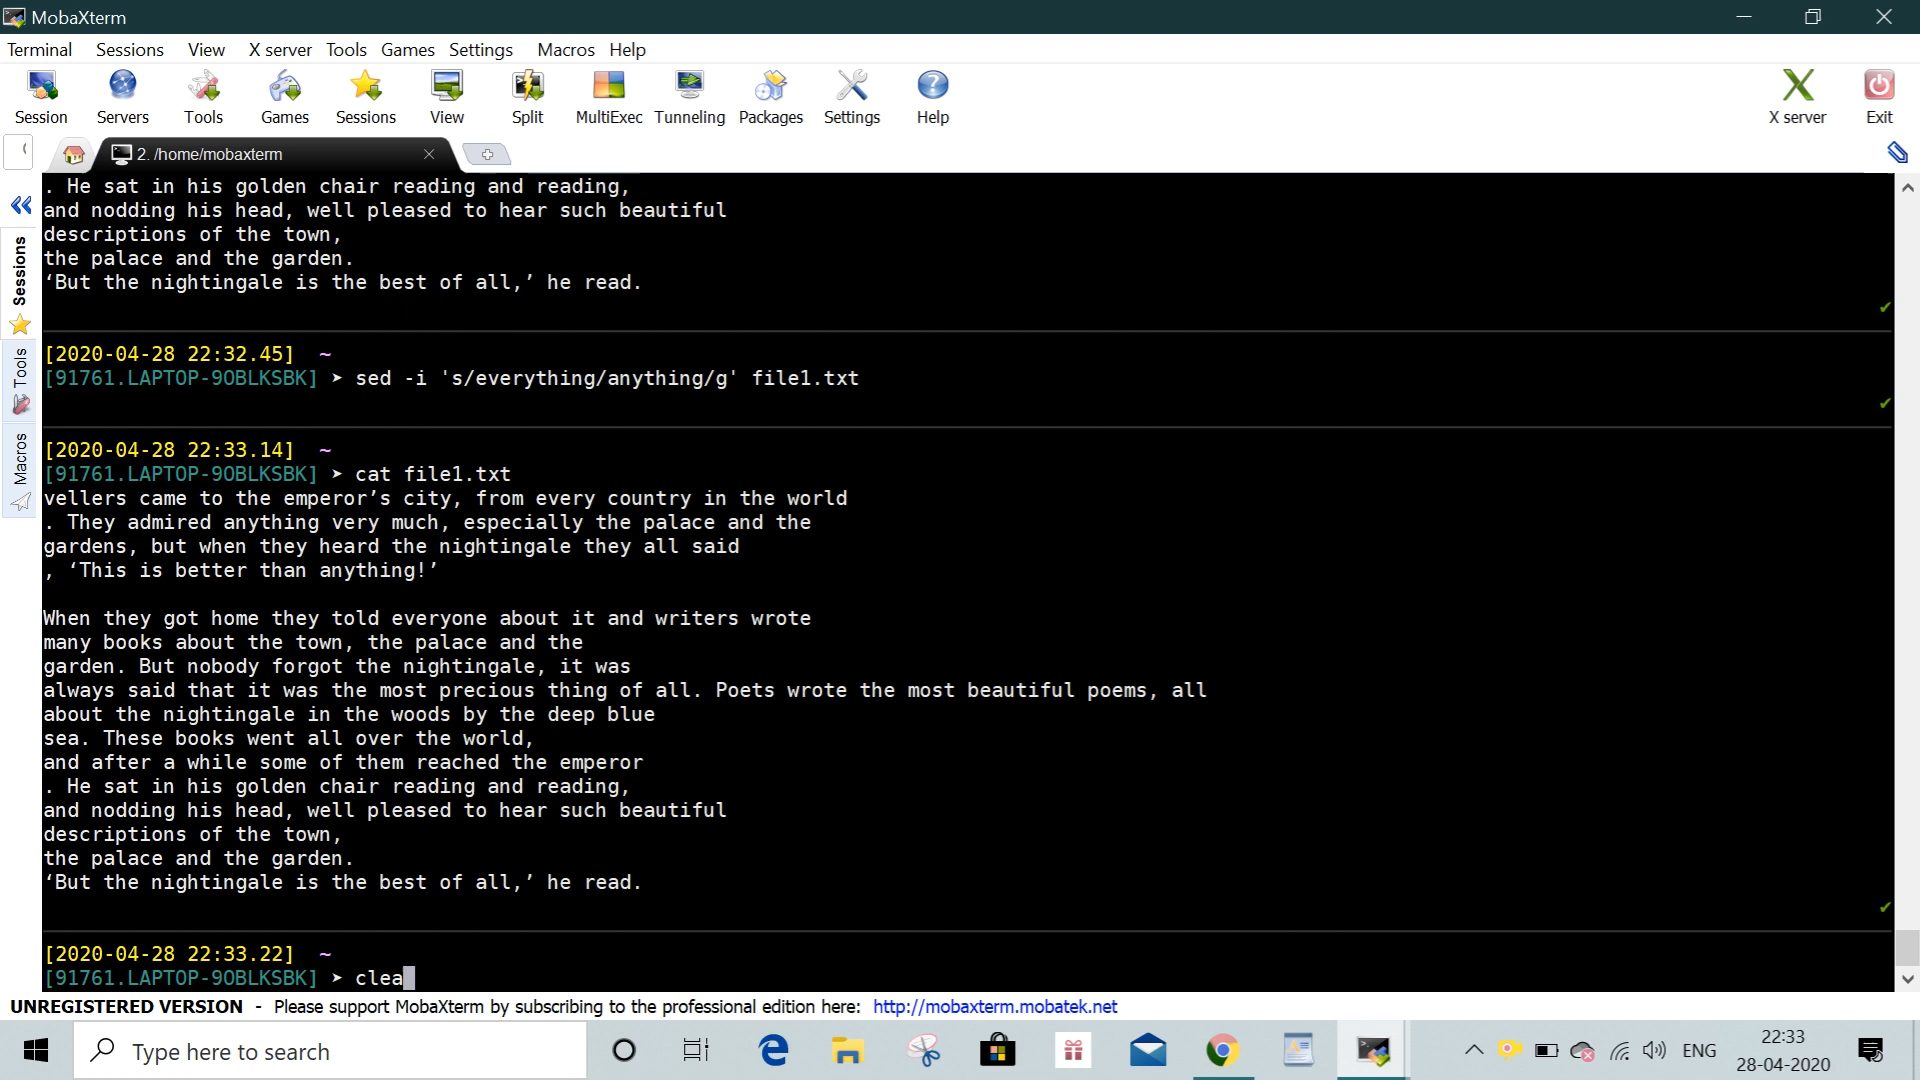 MobaXterm
Terminal Sessions View X server Tools Games Settings Macros Help
Session Servers Tools Games Sessions View Split MultiExec Tunneling Packages Settings Help X server Exit
2. /home/mobaxterm
Sessions
Tools
Macros
. He sat in his golden chair reading and reading,
and nodding his head, well pleased to hear such beautiful
descriptions of the town,
the palace and the garden.
‘But the nightingale is the best of all,’ he read.
[2020-04-28 22:32.45] ~
[91761.LAPTOP-9OBLKSBK] ➤ sed -i 's/everything/anything/g' file1.txt
[2020-04-28 22:33.14] ~
[91761.LAPTOP-9OBLKSBK] ➤ cat file1.txt
vellers came to the emperor’s city, from every country in the world
. They admired anything very much, especially the palace and the
gardens, but when they heard the nightingale they all said
, ‘This is better than anything!’
When they got home they told everyone about it and writers wrote
many books about the town, the palace and the
garden. But nobody forgot the nightingale, it was
always said that it was the most precious thing of all. Poets wrote the most beautiful poems, all
about the nightingale in the woods by the deep blue
sea. These books went all over the world,
and after a while some of them reached the emperor
. He sat in his golden chair reading and reading,
and nodding his head, well pleased to hear such beautiful
descriptions of the town,
the palace and the garden.
‘But the nightingale is the best of all,’ he read.
[2020-04-28 22:33.22] ~
[91761.LAPTOP-9OBLKSBK] ➤ clea
UNREGISTERED VERSION - Please support MobaXterm by subscribing to the professional edition here: http://mobaxterm.mobatek.net
Type here to search
ENG
22:33
28-04-2020